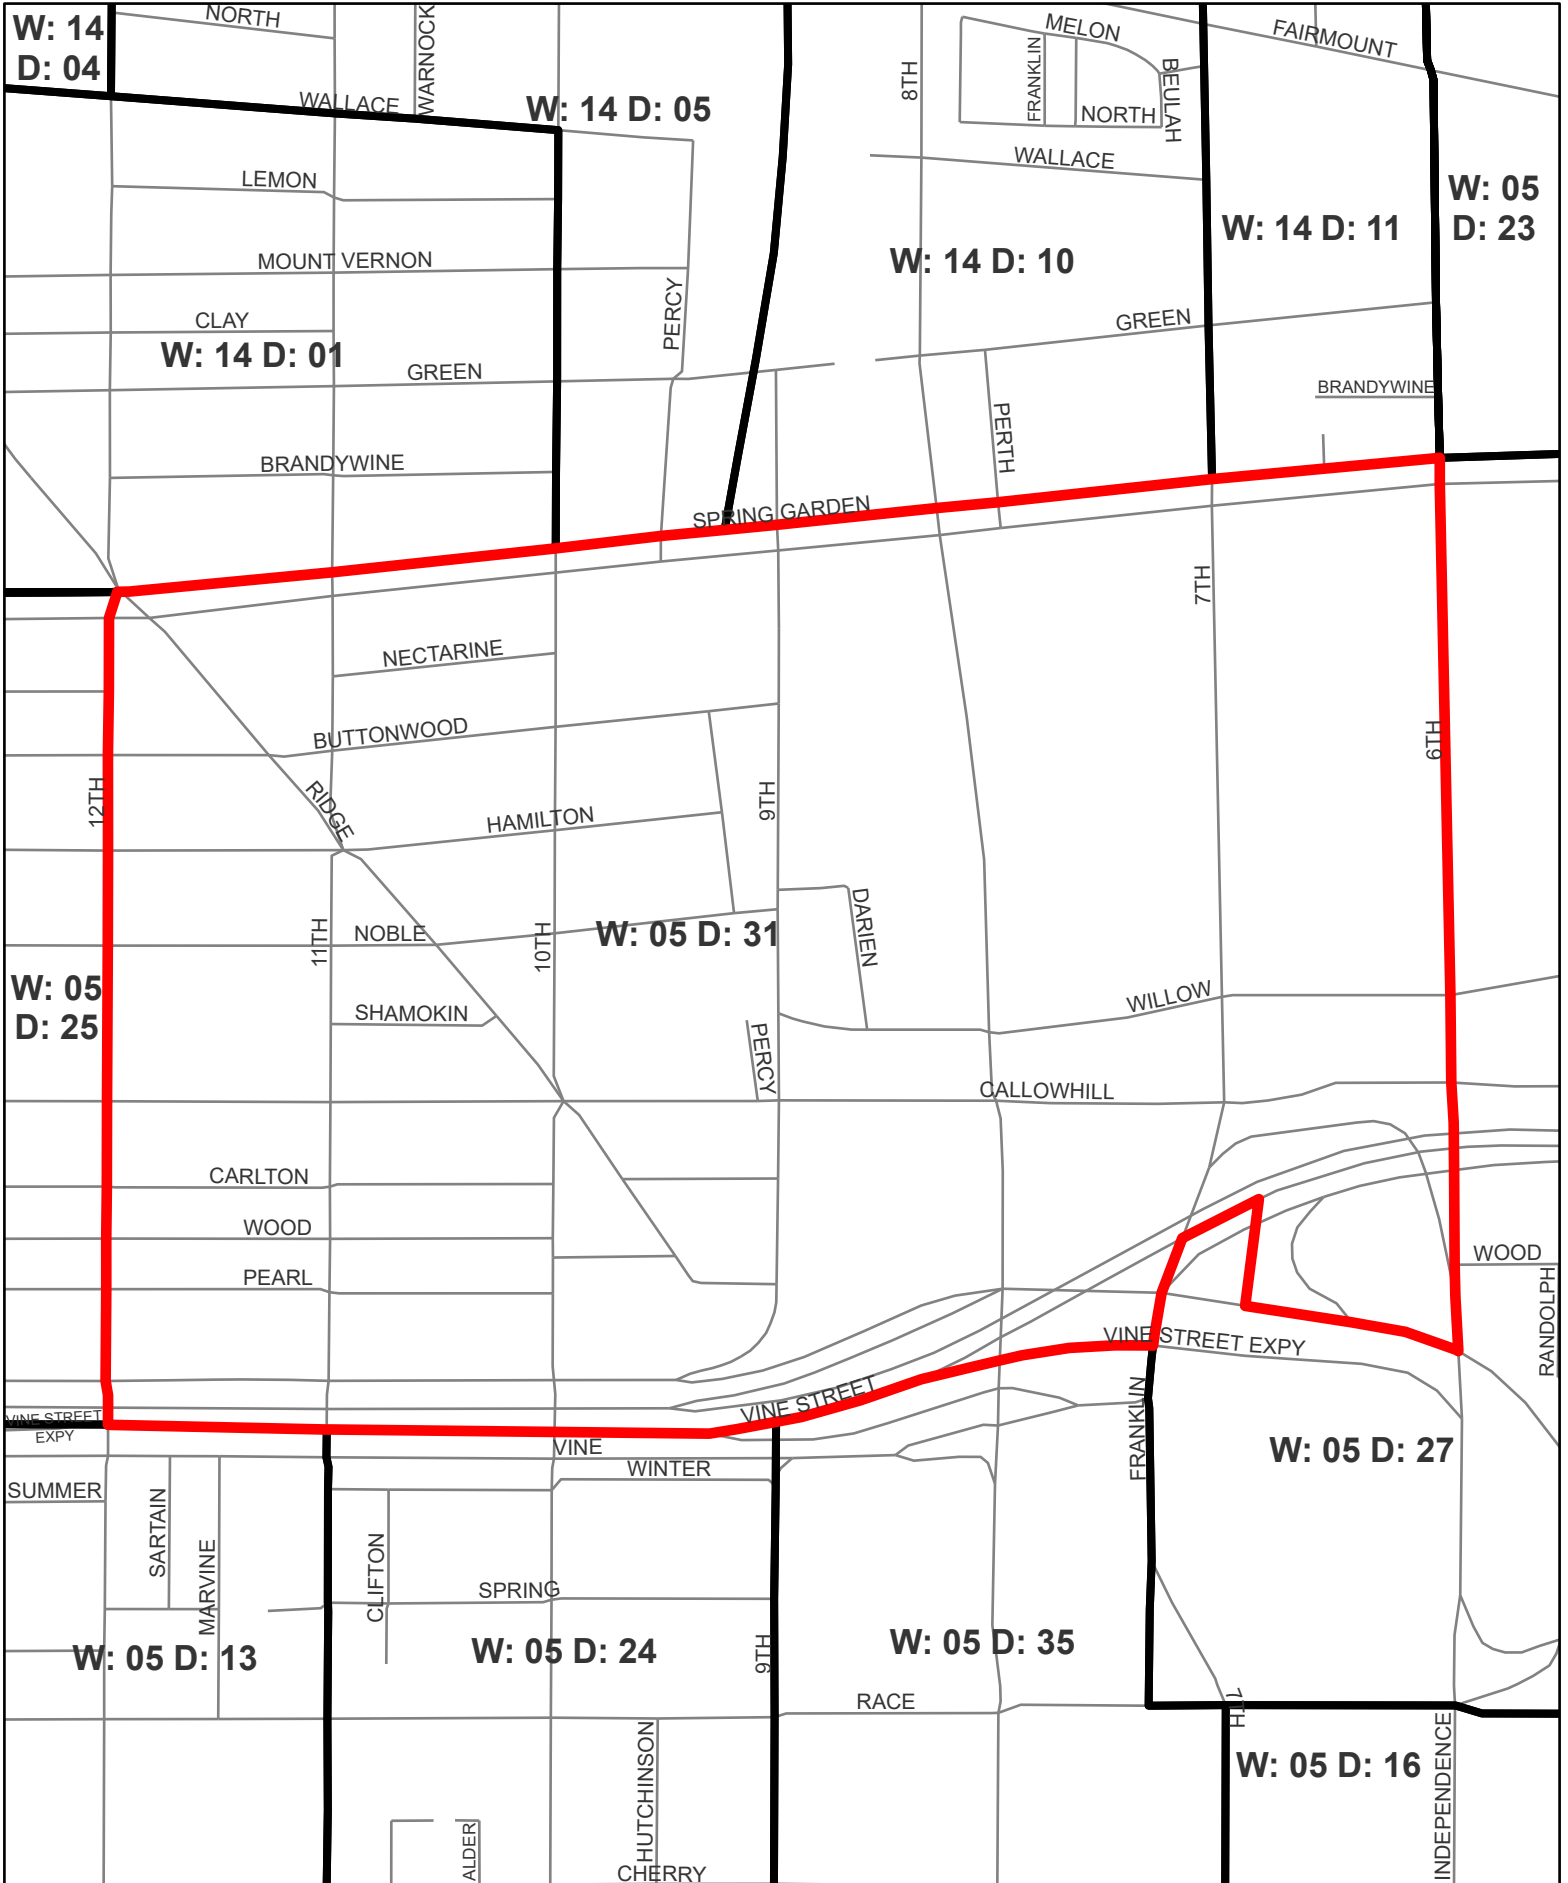 W: 14
D: 04
NORTH
WARNOCK
WALLACE
W: 14 D: 05
8TH
MELON
FRANKLIN
NORTH
BEULAH
FAIRMOUNT
WALLACE
LEMON
W: 05
D: 23
W: 14 D: 11
MOUNT VERNON
W: 14 D: 10
PERCY
CLAY
W: 14 D: 01
GREEN
GREEN
BRANDYWINE
PERTH
BRANDYWINE
SPRING GARDEN
7TH
NECTARINE
BUTTONWOOD
6TH
12TH
RIDGE
HAMILTON
9TH
DARIEN
11TH
NOBLE
10TH
W: 05 D: 31
W: 05
D: 25
SHAMOKIN
WILLOW
PERCY
CALLOWHILL
CARLTON
WOOD
WOOD
PEARL
RANDOLPH
VINE STREET EXPY
VINE STREET
VINE STREET
EXPY
FRANKLIN
VINE
W: 05 D: 27
WINTER
SUMMER
SARTAIN
MARVINE
CLIFTON
SPRING
W: 05 D: 13
W: 05 D: 24
9TH
W: 05 D: 35
RACE
7TH
HUTCHINSON
INDEPENDENCE
W: 05 D: 16
ALDER
CHERRY